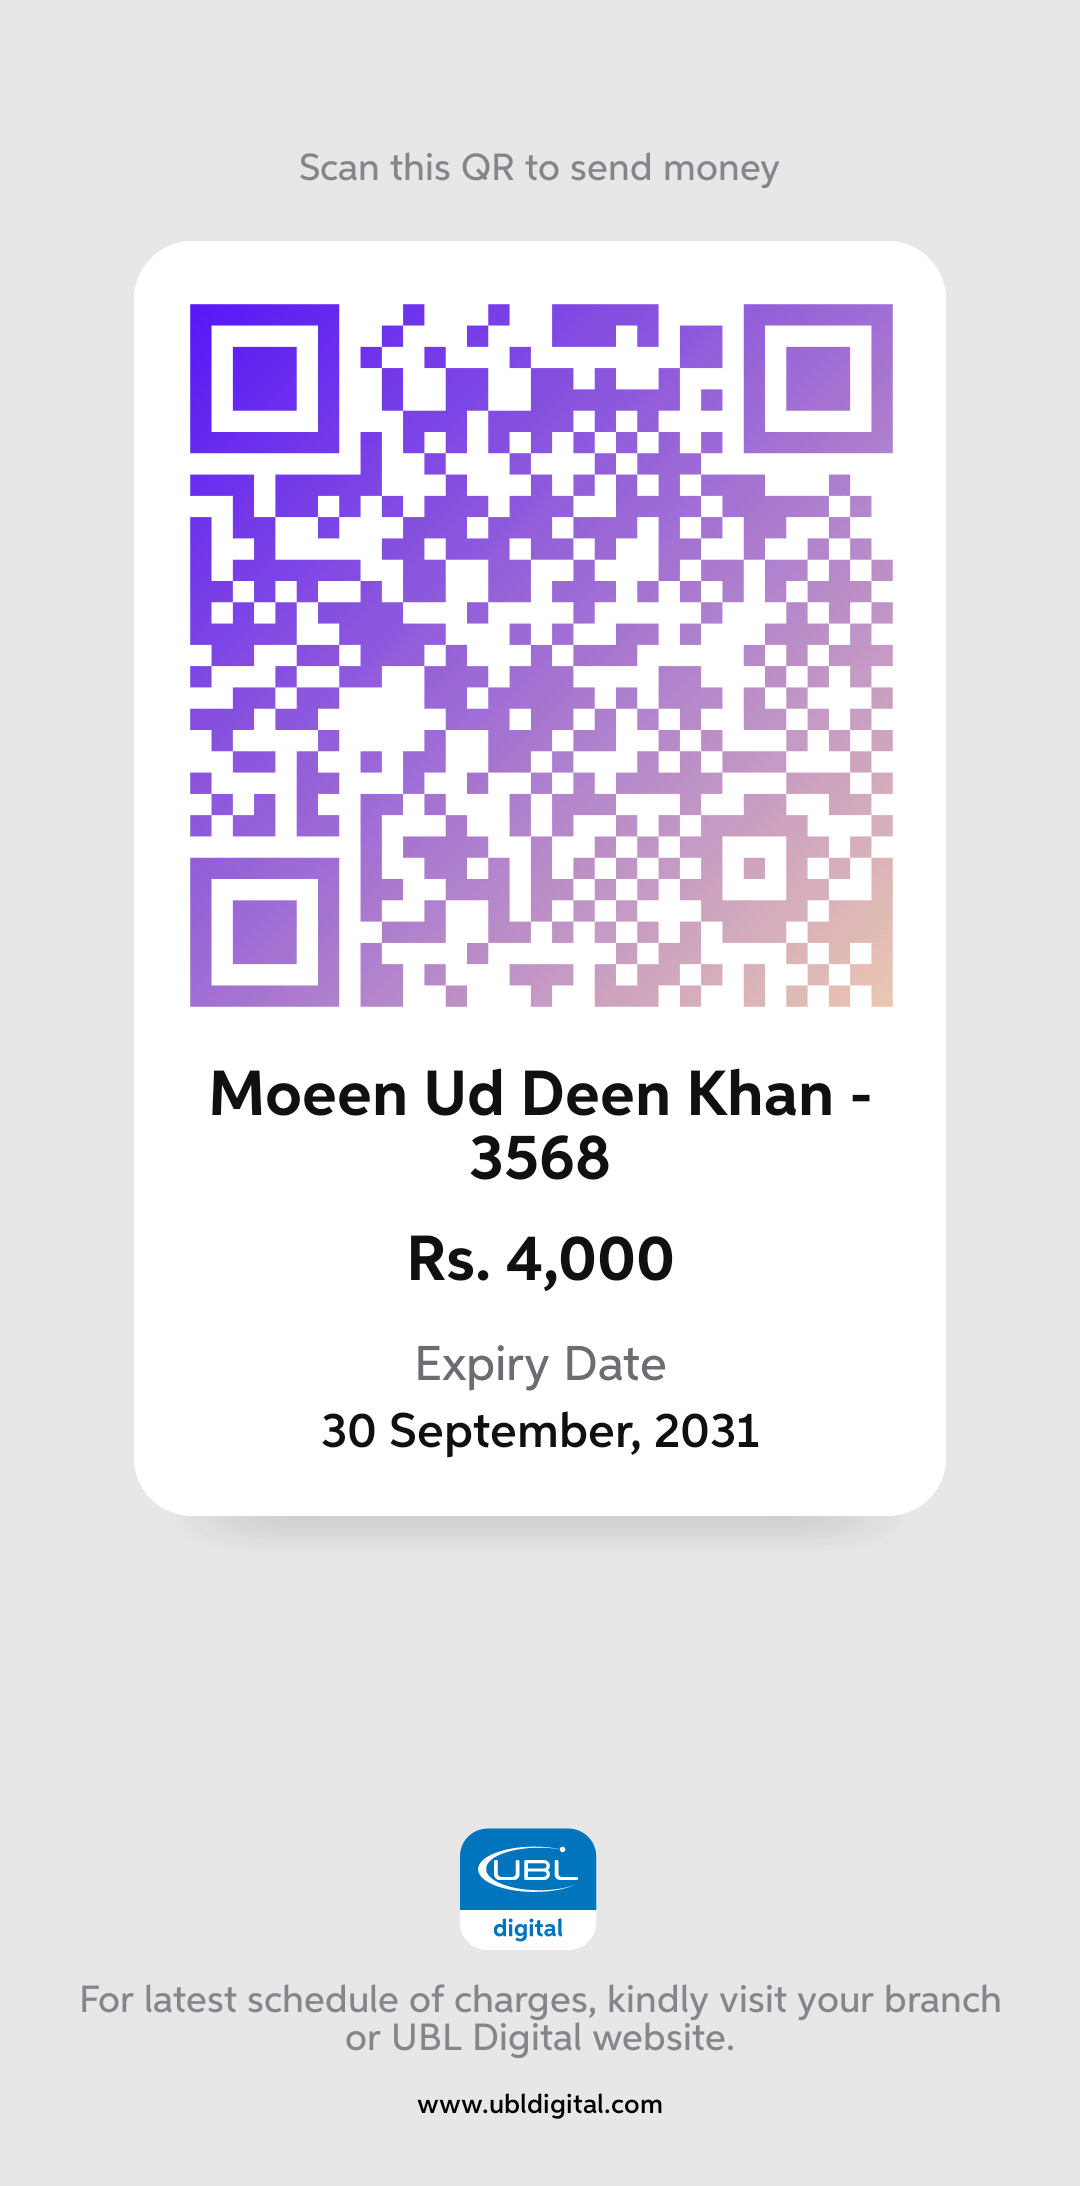 Scan this QR to send money
Moeen Ud Deen Khan -
3568
Rs. 4,000
Expiry Date
30 September, 2031
UBL
digital
For latest schedule of charges, kindly visit your branch
or UBL Digital website.
www.ubldigital.com